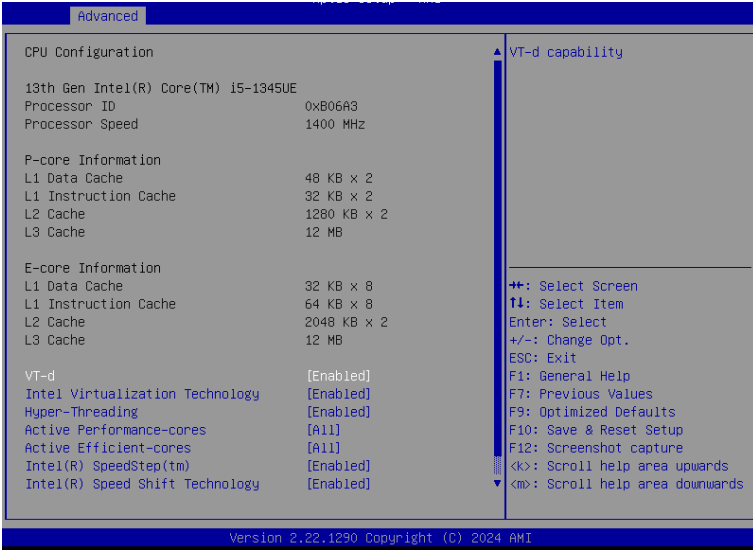 Advanced
CPU Configuration
13th Gen Intel(R) Core(TM) i5-1345UE
Processor ID 0xB06A3
Processor Speed 1400 MHz
P-core Information
L1 Data Cache 48 KB x 2
L1 Instruction Cache 32 KB x 2
L2 Cache 1280 KB x 2
L3 Cache 12 MB
E-core Information
L1 Data Cache 32 KB x 8
L1 Instruction Cache 64 KB x 8
L2 Cache 2048 KB x 2
L3 Cache 12 MB
VT-d [Enabled]
Intel Virtualization Technology [Enabled]
Hyper-Threading [Enabled]
Active Performance-cores [All]
Active Efficient-cores [All]
Intel(R) SpeedStep(tm) [Enabled]
Intel(R) Speed Shift Technology [Enabled]
VT-d capability
→←: Select Screen
↑↓: Select Item
Enter: Select
+/-: Change Opt.
ESC: Exit
F1: General Help
F7: Previous Values
F9: Optimized Defaults
F10: Save & Reset Setup
F12: Screenshot capture
<k>: Scroll help area upwards
<m>: Scroll help area downwards
Version 2.22.1290 Copyright (C) 2024 AMI